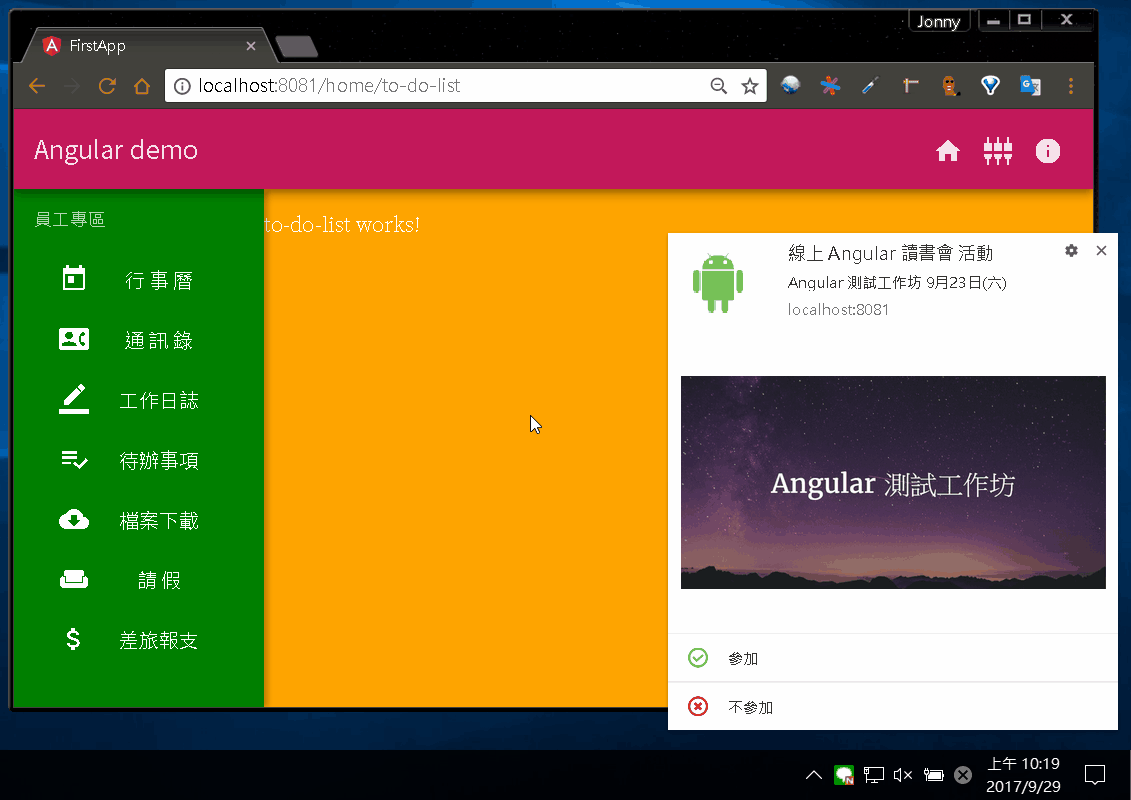 Jonny
FirstApp
localhost:8081/home/to-do-list
Angular demo
員工專區
to-do-list works!
行事曆
通訊錄
工作日誌
待辦事項
檔案下載
請假
差旅報支
線上 Angular 讀書會 活動
Angular 測試工作坊 9月23日(六)
localhost:8081
Angular 測試工作坊
參加
不參加
上午 10:19
2017/9/29